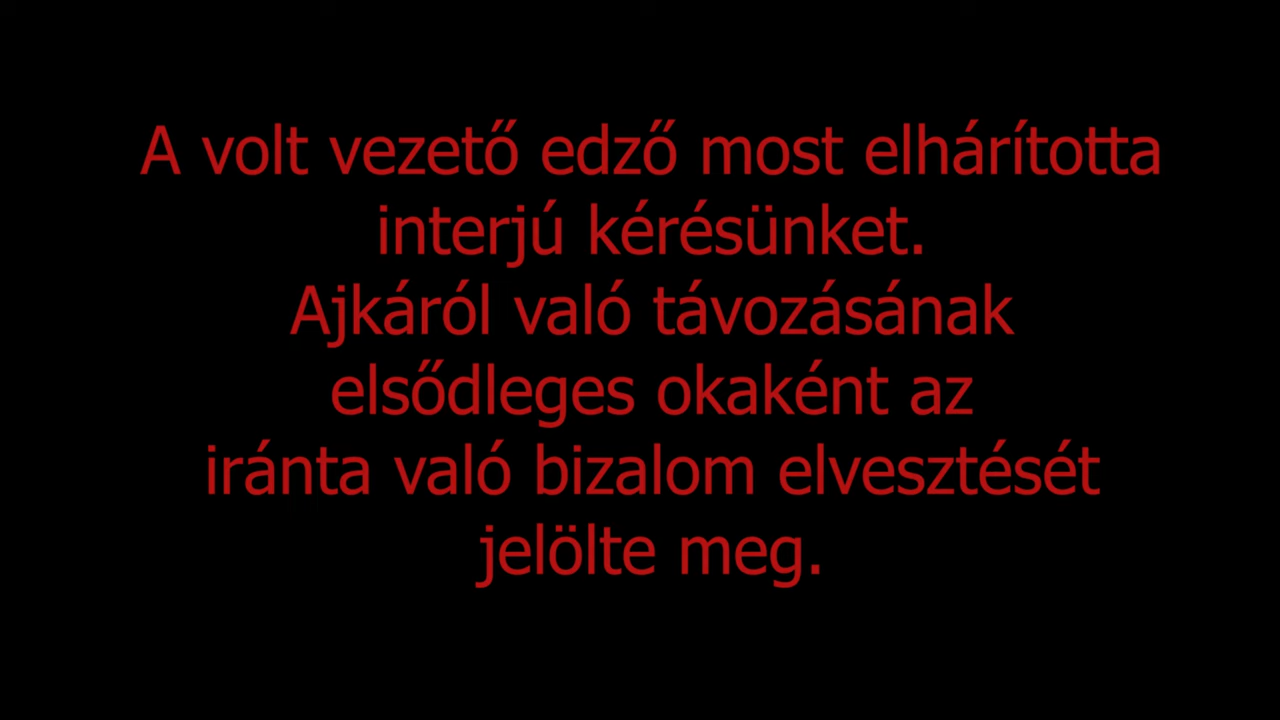 A volt vezető edző most elhárította
interjú kérésünket.
Ajkáról való távozásának
elsődleges okaként az
iránta való bizalom elvesztését
jelölte meg.